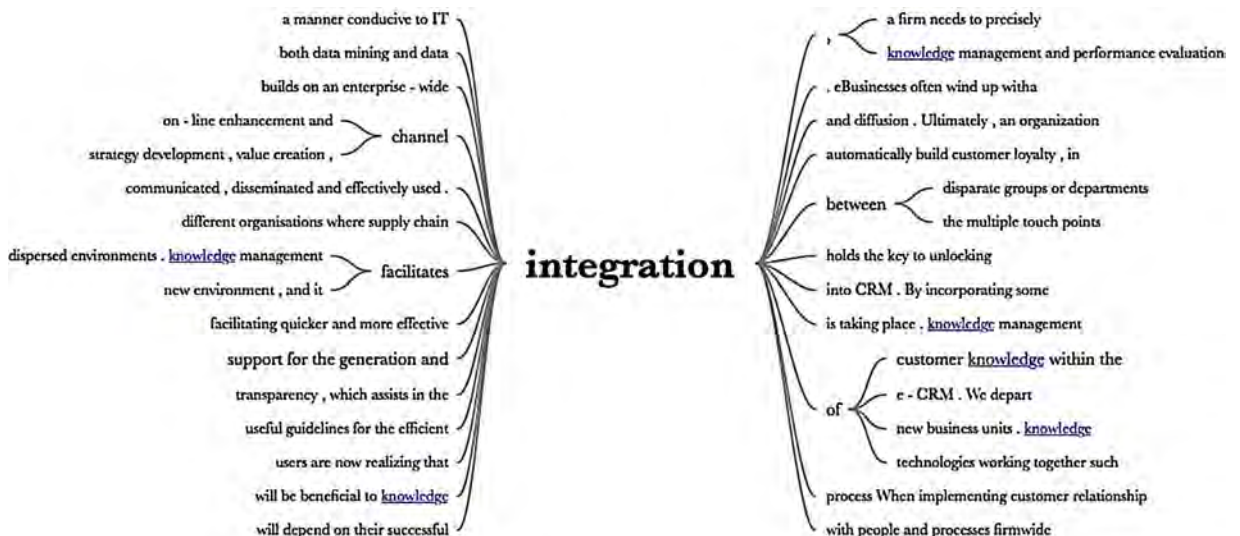 a manner conducive to IT
both data mining and data
builds on an enterprise - wide
on - line enhancement and
channel
strategy development , value creation ,
communicated , disseminated and effectively used .
different organisations where supply chain
dispersed environments . knowledge management
facilitates
new environment , and it
facilitating quicker and more effective
support for the generation and
transparency , which assists in the
useful guidelines for the efficient
users are now realizing that
will be beneficial to knowledge
will depend on their successful
integration
,
a firm needs to precisely
knowledge management and performance evaluation
. eBusinesses often wind up witha
and diffusion . Ultimately , an organization
automatically build customer loyalty , in
between
disparate groups or departments
the multiple touch points
holds the key to unlocking
into CRM . By incorporating some
is taking place . knowledge management
of
customer knowledge within the
e - CRM . We depart
new business units . knowledge
technologies working together such
process When implementing customer relationship
with people and processes firmwide